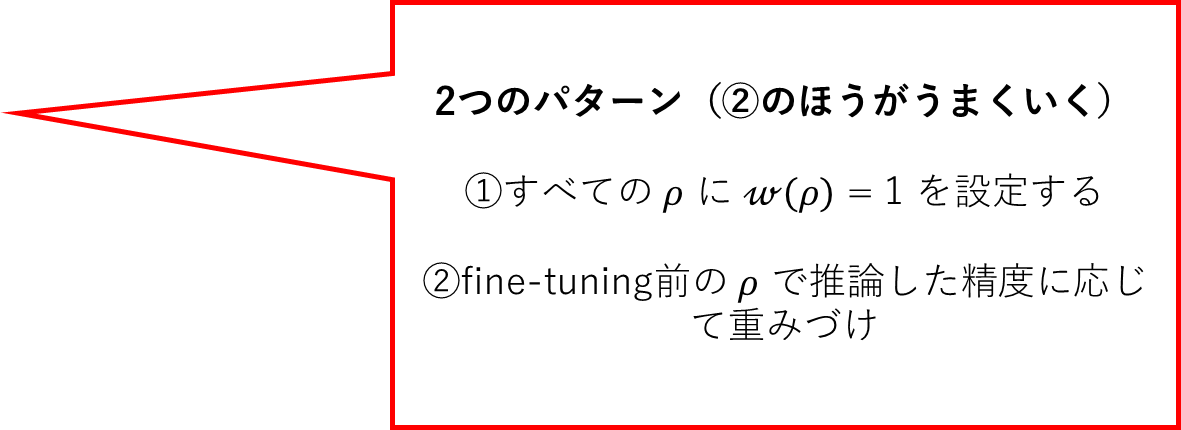 2つのパターン（②のほうがうまくいく）
①すべての 𝜌 に 𝓌(𝜌) = 1 を設定する
②fine-tuning前の 𝜌 で推論した精度に応じ
て重みづけ